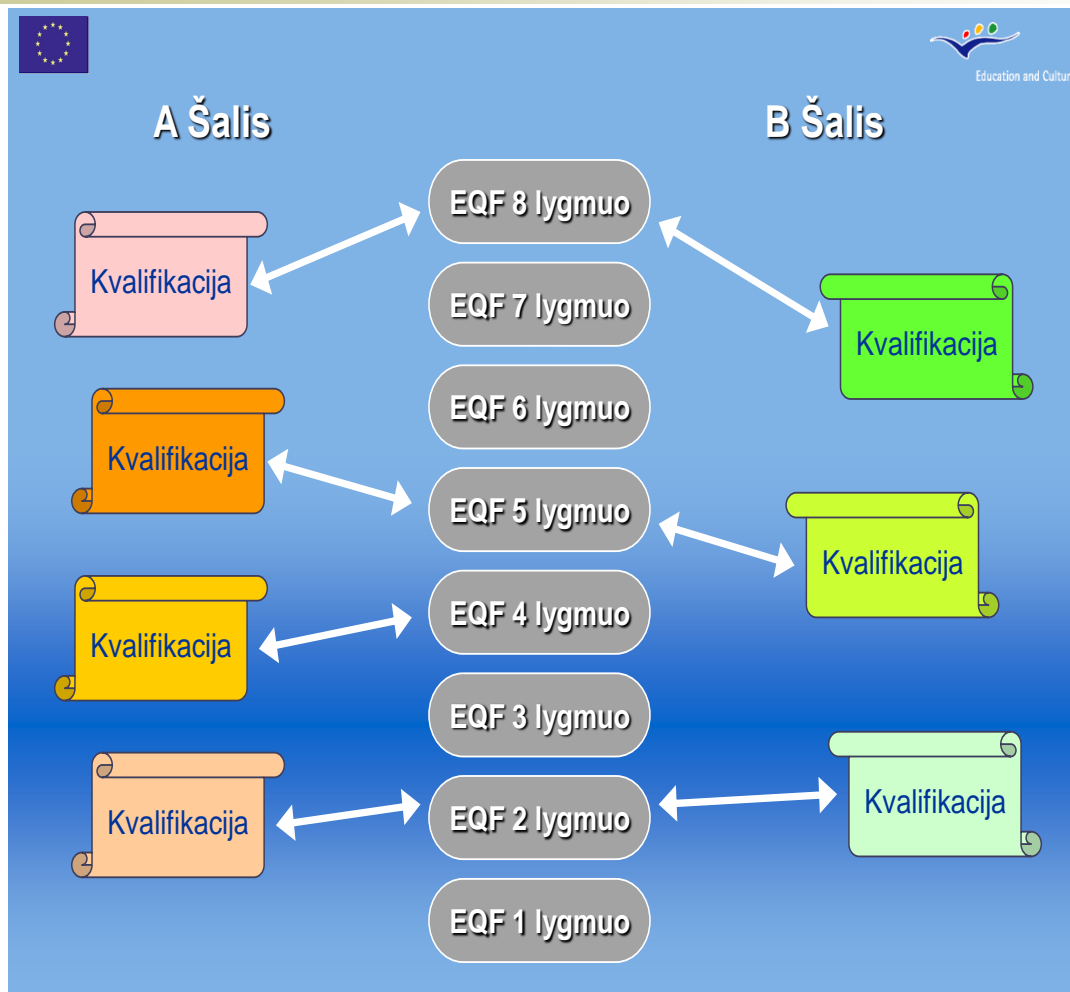 Education and Cultur
A Šalis
B Šalis
EQF 8 lygmuo
Kvalifikacija
EQF 7 lygmuo
Kvalifikacija
EQF 6 lygmuo
Kvalifikacija
EQF 5 lygmuo
Kvalifikacija
EQF 4 lygmuo
Kvalifikacija
EQF 3 lygmuo
Kvalifikacija
EQF 2 lygmuo
Kvalifikacija
EQF 1 lygmuo